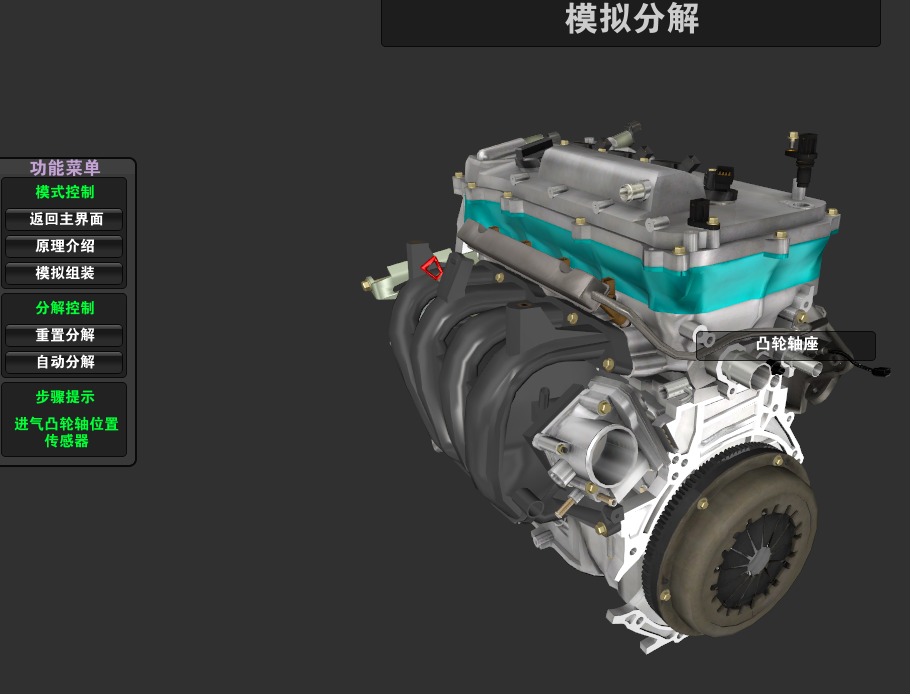 模拟分解
功能菜单
模式控制
返回主界面
原理介绍
模拟组装
分解控制
重置分解
自动分解
步骤提示
进气凸轮轴位置
传感器
凸轮轴座